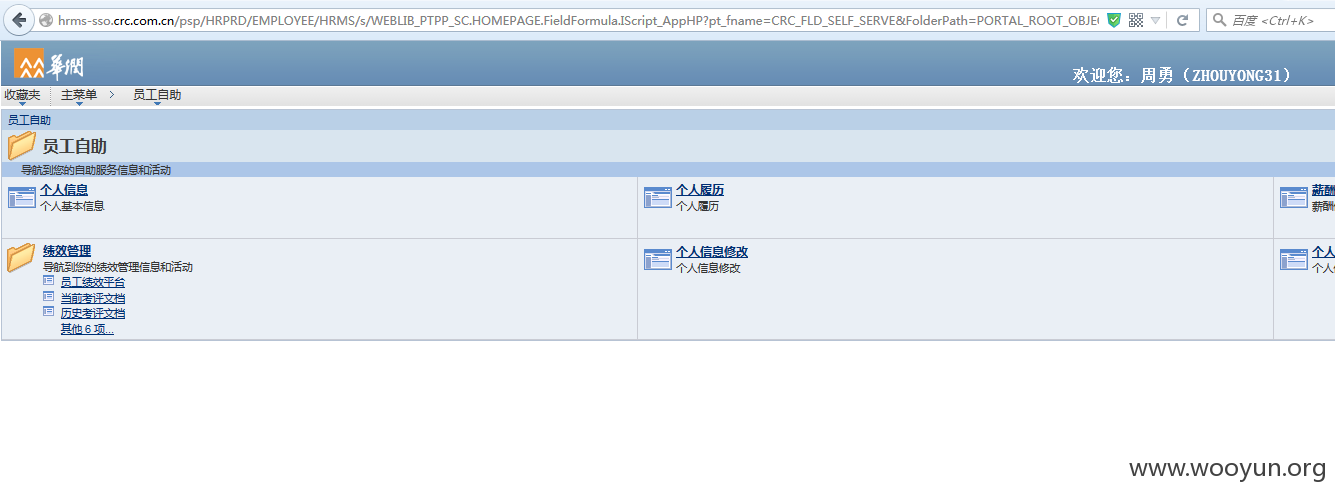 hrms-sso.crc.com.cn/psp/HRPRD/EMPLOYEE/HRMS/s/WEBLIB_PTPP_SC.HOMEPAGE.FieldFormula.IScript_AppHP?pt_fname=CRC_FLD_SELF_SERVE&FolderPath=PORTAL_ROOT_OBJE
百度 <Ctrl+K>
華潤
欢迎您：周勇（ZHOUYONG31）
收藏夹 主菜单 > 员工自助
员工自助
员工自助
导航到您的自助服务信息和活动
个人信息
个人基本信息
个人履历
个人履历
薪酬
薪酬
绩效管理
导航到您的绩效管理信息和活动
员工绩效平台
当前考评文档
历史考评文档
其他 6 项...
个人信息修改
个人信息修改
个人
个人
www.wooyun.org